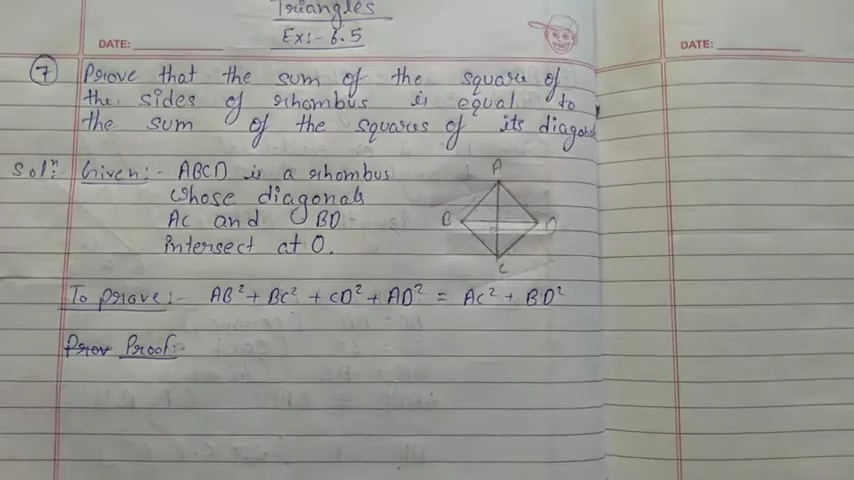 Triangles
Ex:- 6.5
DATE:
DATE:
7 Prove that the sum of the square of
the sides of rhombus is equal to
the sum of the squares of its diagonals
Solⁿ: Given:- ABCD is a rhombus
whose diagonals
AC and BD
intersect at O.
A
B
D
C
To prove:- AB² + BC² + CD² + AD² = AC² + BD²
Prov Proof:-